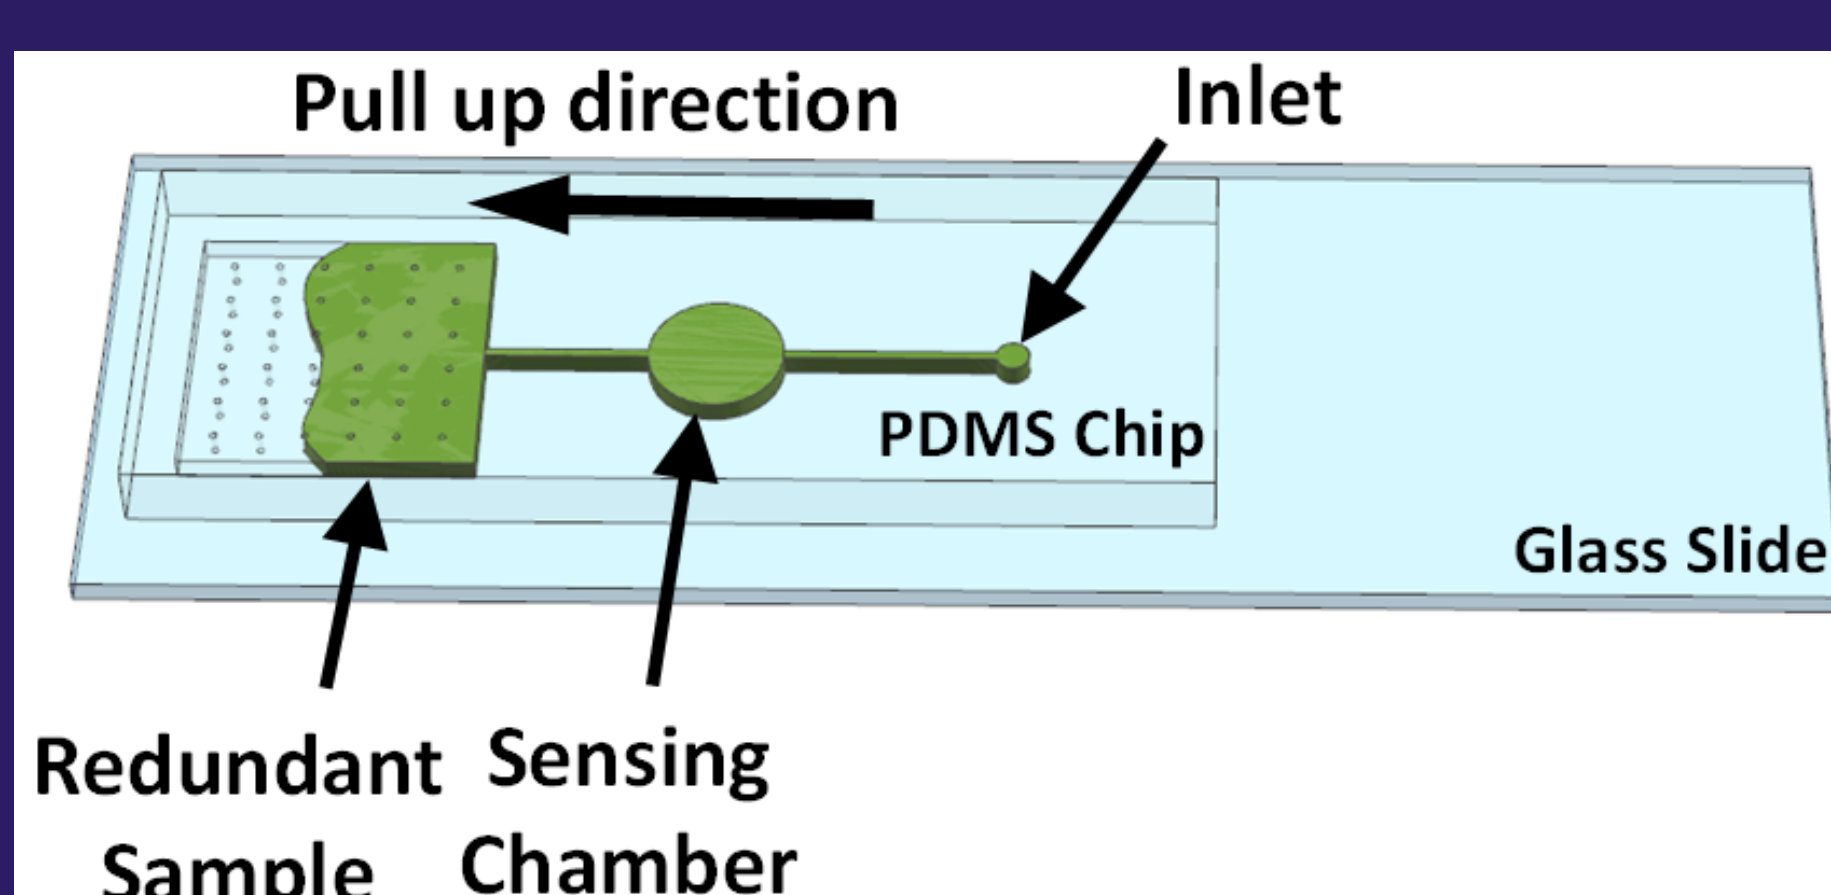 Pull up direction
Inlet
PDMS Chip
Glass Slide
Redundant
Sample
Sensing
Chamber